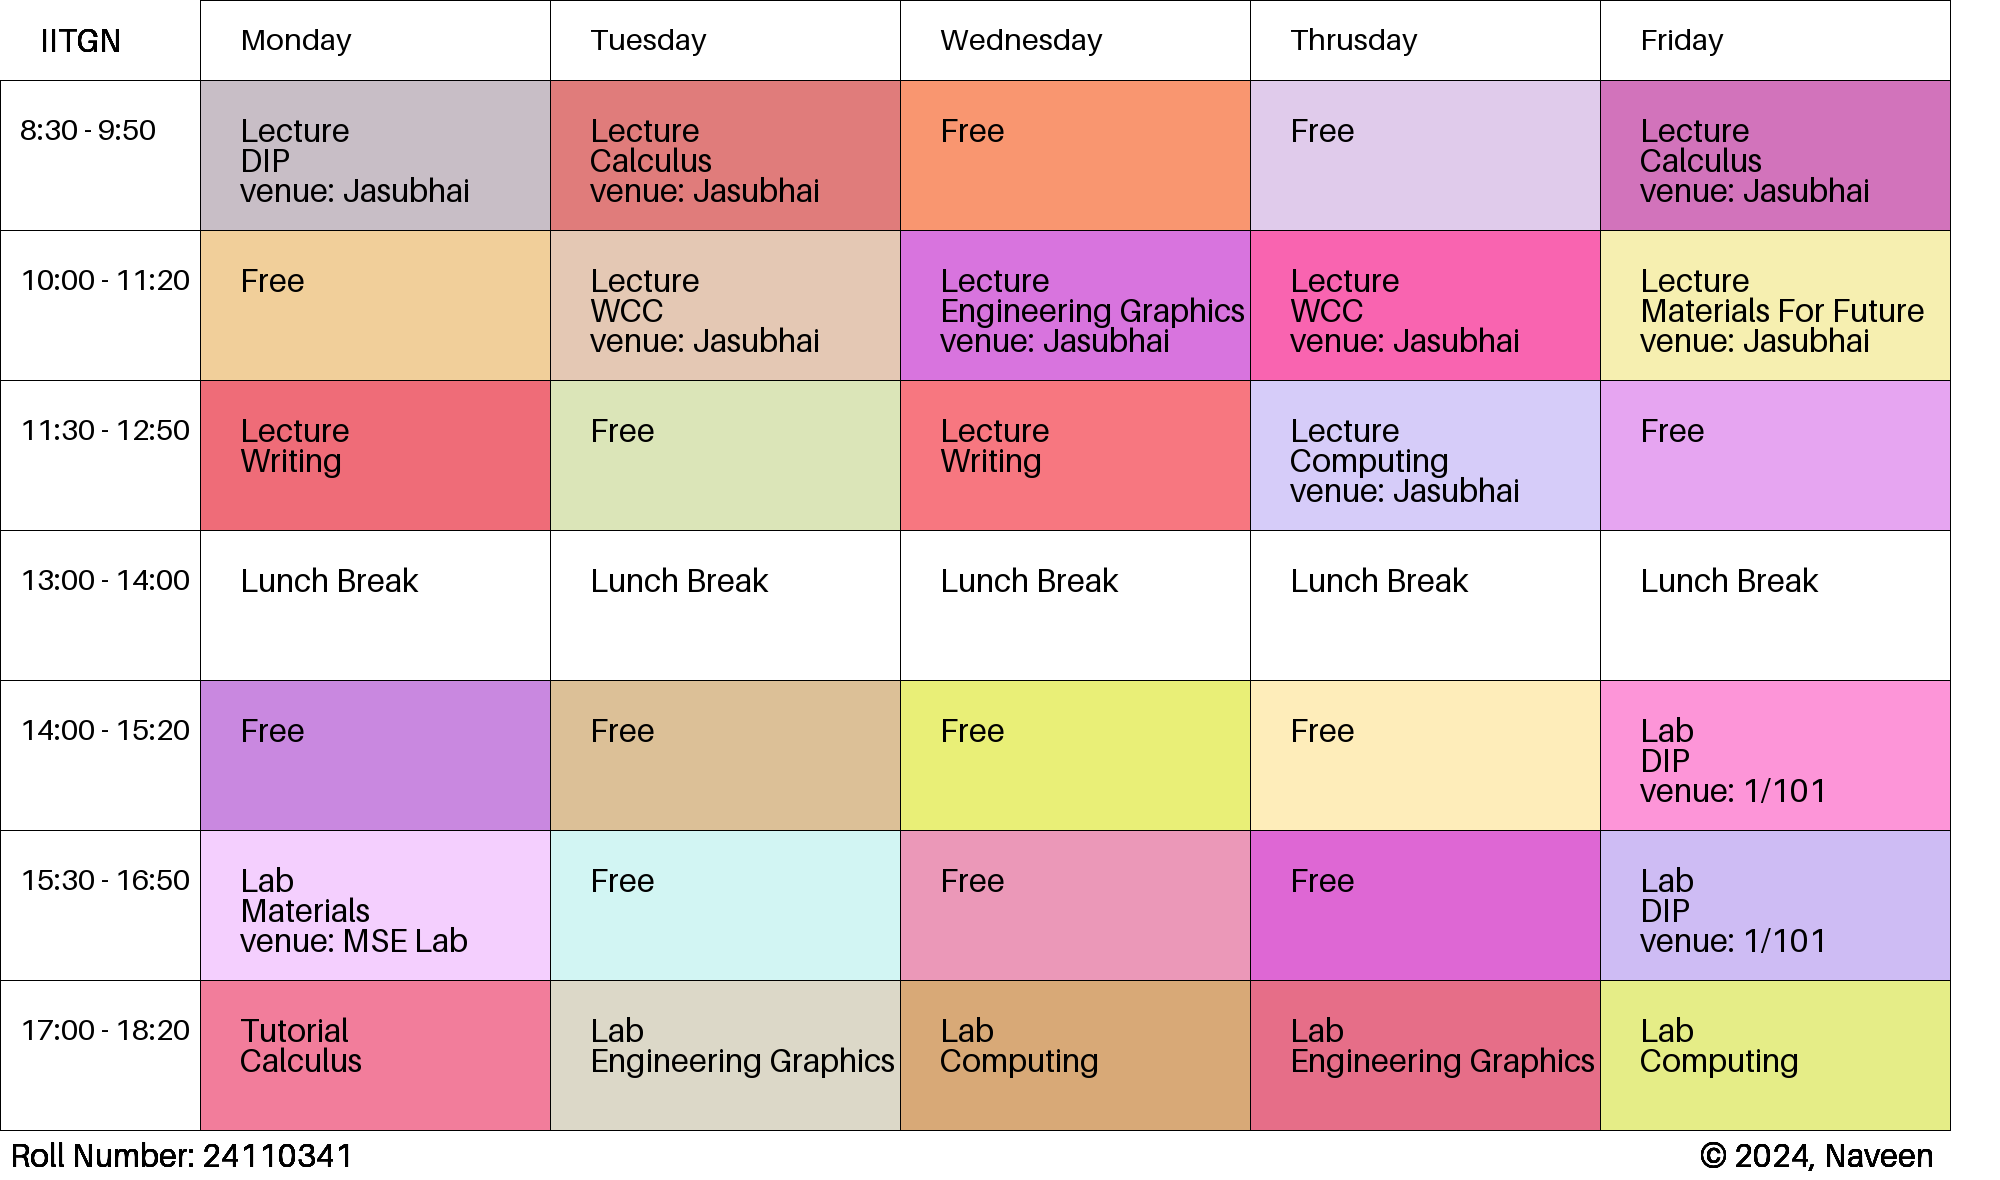 IITGN
Monday
Tuesday
Wednesday
Thrusday
Friday
8:30 - 9:50
Lecture
DIP
venue: Jasubhai
Lecture
Calculus
venue: Jasubhai
Free
Free
Lecture
Calculus
venue: Jasubhai
10:00 - 11:20
Free
Lecture
WCC
venue: Jasubhai
Lecture
Engineering Graphics
venue: Jasubhai
Lecture
WCC
venue: Jasubhai
Lecture
Materials For Future
venue: Jasubhai
11:30 - 12:50
Lecture
Writing
Free
Lecture
Writing
Lecture
Computing
venue: Jasubhai
Free
13:00 - 14:00
Lunch Break
Lunch Break
Lunch Break
Lunch Break
Lunch Break
14:00 - 15:20
Free
Free
Free
Free
Lab
DIP
venue: 1/101
15:30 - 16:50
Lab
Materials
venue: MSE Lab
Free
Free
Free
Lab
DIP
venue: 1/101
17:00 - 18:20
Tutorial
Calculus
Lab
Engineering Graphics
Lab
Computing
Lab
Engineering Graphics
Lab
Computing
Roll Number: 24110341
© 2024, Naveen